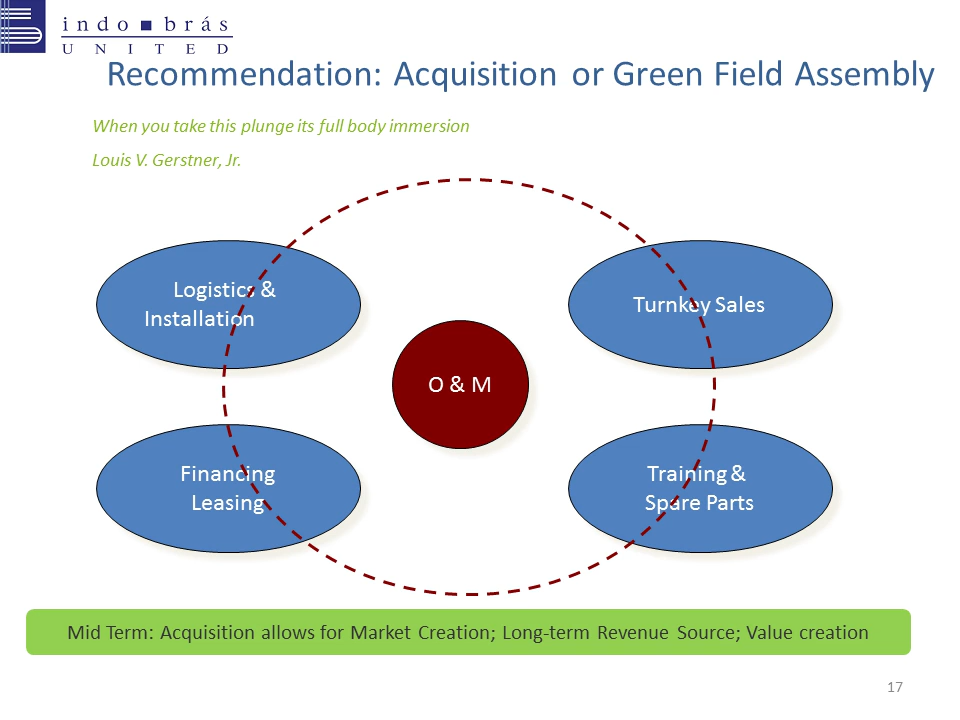 indo brás
UNITED
Recommendation: Acquisition or Green Field Assembly
When you take this plunge its full body immersion
Louis V. Gerstner, Jr.
Logistics &
Installation
Turnkey Sales
O & M
Financing
Leasing
Training &
Spare Parts
Mid Term: Acquisition allows for Market Creation; Long-term Revenue Source; Value creation
17